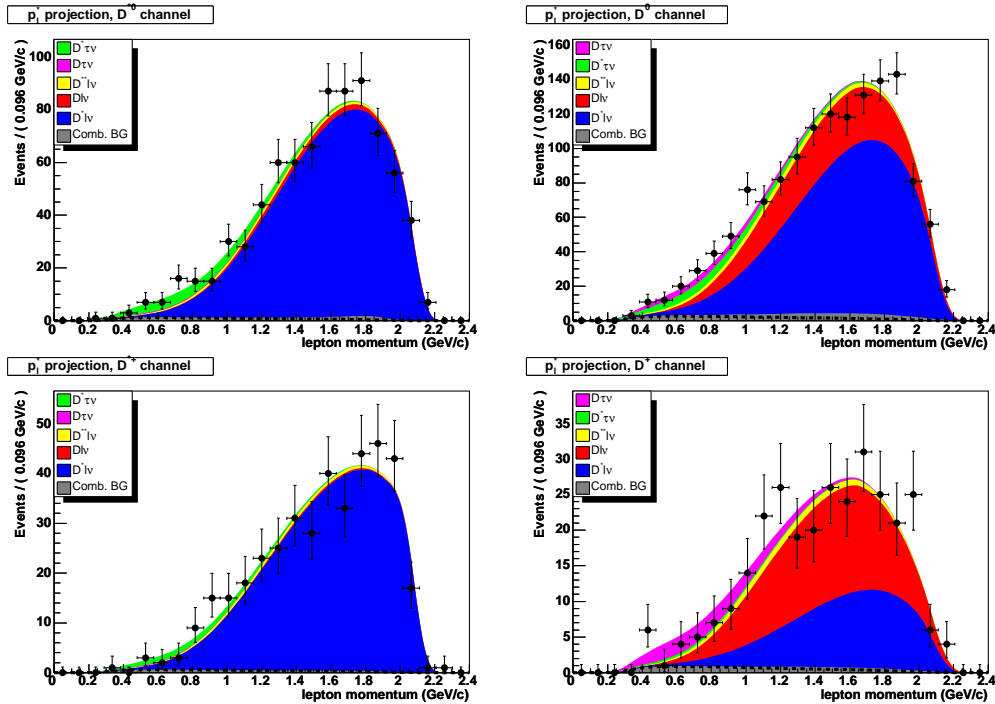 p*l projection, D*0 channel
Events / ( 0.096 GeV/c )
100
80
60
40
20
0
D*τν
Dτν
D**lν
Dlν
D*lν
Comb. BG
0 0.2 0.4 0.6 0.8 1 1.2 1.4 1.6 1.8 2 2.2 2.4
lepton momentum (GeV/c)
p*l projection, D0 channel
Events / ( 0.096 GeV/c )
160
140
120
100
80
60
40
20
0
Dτν
D*τν
D**lν
Dlν
D*lν
Comb. BG
0 0.2 0.4 0.6 0.8 1 1.2 1.4 1.6 1.8 2 2.2 2.4
lepton momentum (GeV/c)
p*l projection, D*+ channel
Events / ( 0.096 GeV/c )
50
40
30
20
10
0
D*τν
Dτν
D**lν
Dlν
D*lν
Comb. BG
0 0.2 0.4 0.6 0.8 1 1.2 1.4 1.6 1.8 2 2.2 2.4
lepton momentum (GeV/c)
p*l projection, D+ channel
Events / ( 0.096 GeV/c )
35
30
25
20
15
10
5
0
Dτν
D*τν
D**lν
Dlν
D*lν
Comb. BG
0 0.2 0.4 0.6 0.8 1 1.2 1.4 1.6 1.8 2 2.2 2.4
lepton momentum (GeV/c)